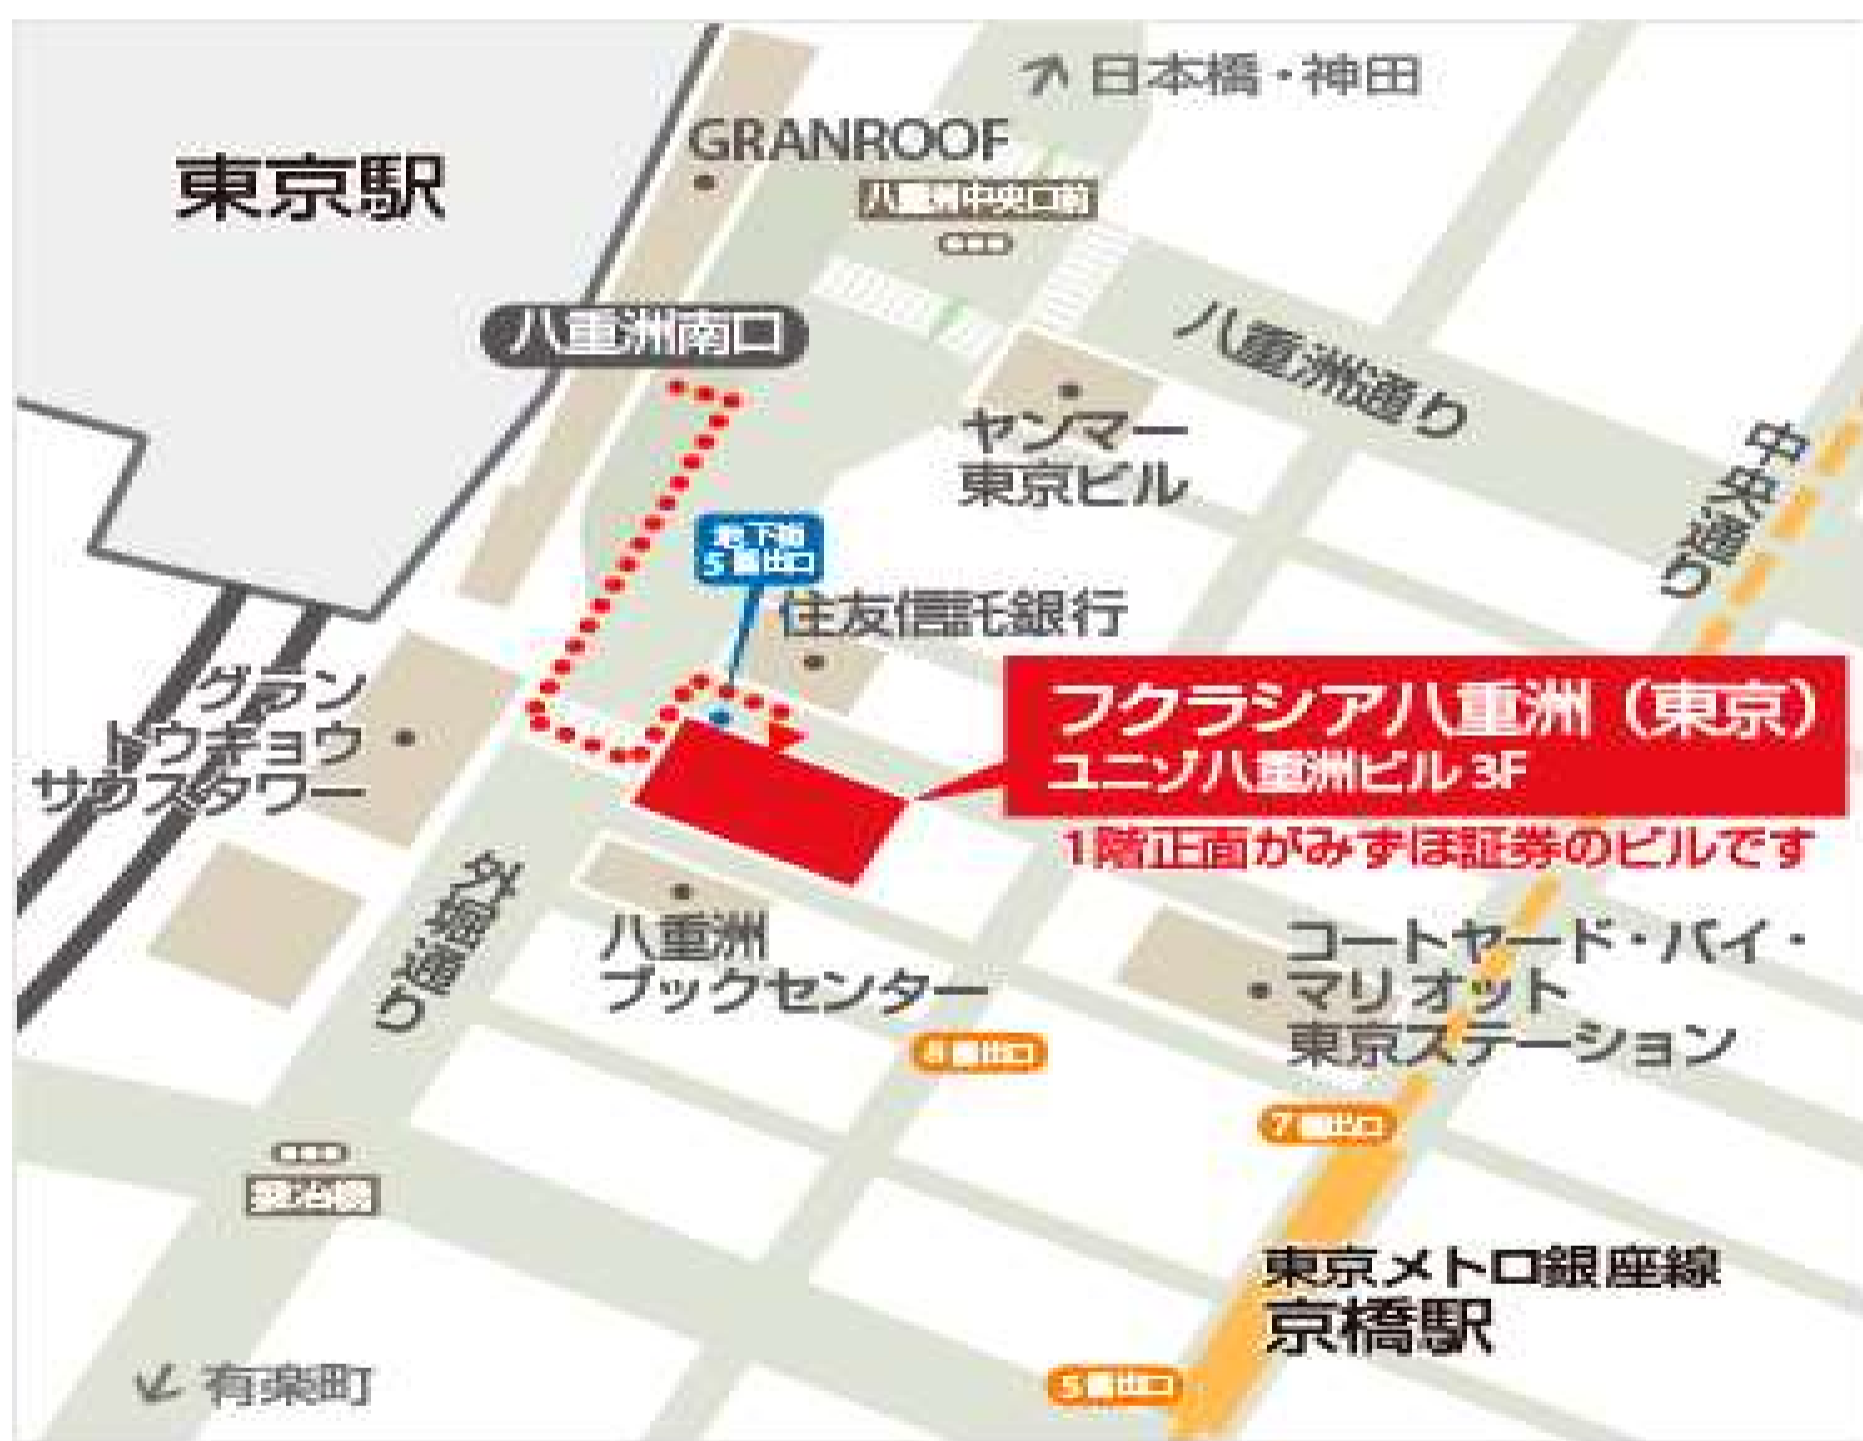 日本橋・神田
GRANROOF
東京駅
八重洲中央口前
八重洲南口
八重洲通り
ヤンマー
東京ビル
中央通り
地下街
5番出口
住友信託銀行
グラン
トウキョウ
サウスタワー
フクラシア八重洲（東京）
ユニゾ八重洲ビル 3F
1階正面がみずほ証券のビルです
外堀通り
八重洲
ブックセンター
コートヤード・バイ・
マリオット
東京ステーション
7番出口
鍛冶橋
東京メトロ銀座線
京橋駅
5番出口
有楽町